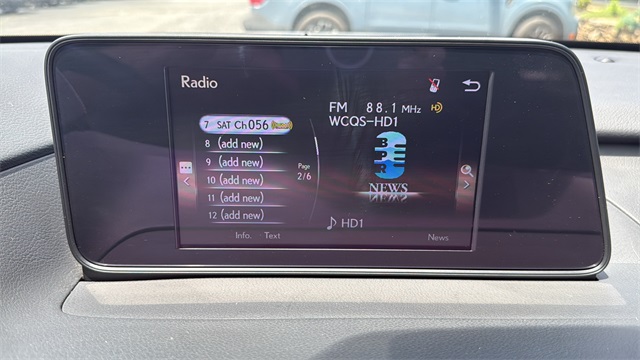 Radio
FM 88.1 MHz
WCQS-HD1
7 SAT Ch 056
8 (add new)
9 (add new)
10 (add new)
11 (add new)
12 (add new)
Page
2/6
BPR
NEWS
HD1
Info. Text
News